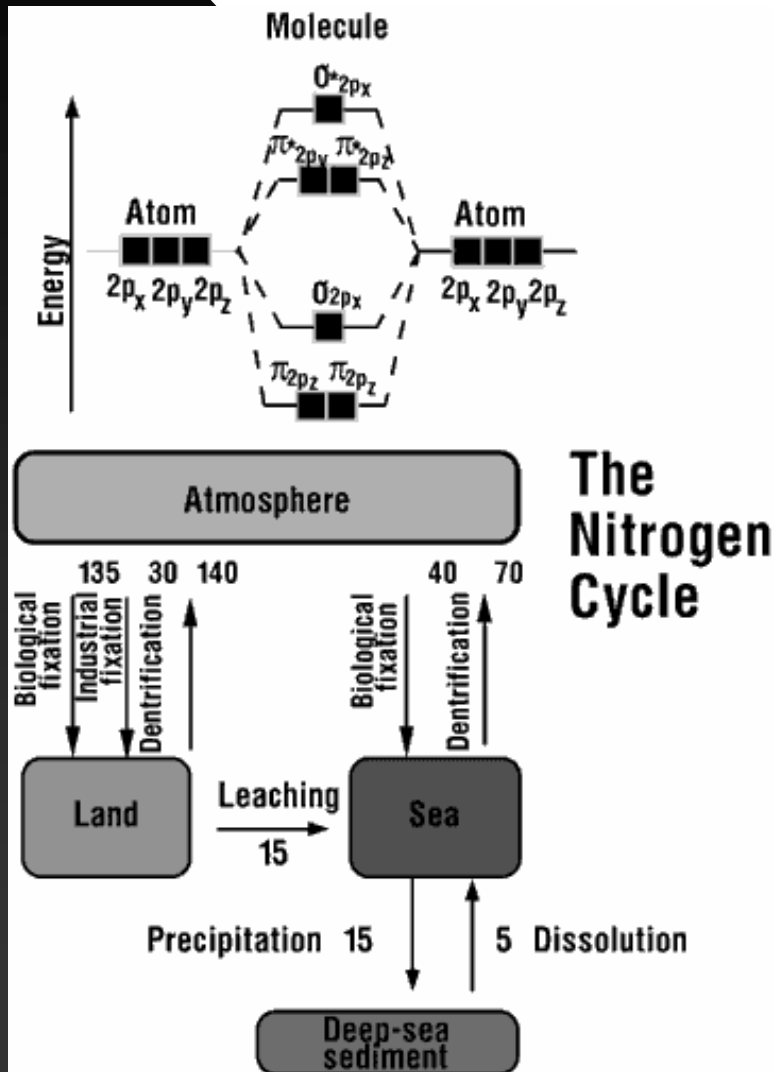 Molecule
σ*2px
π*2py π*2pz
Atom
Atom
2px 2py 2pz
σ2px
2px 2py 2pz
Energy
π2pz π2pz
Atmosphere
The
Nitrogen
Cycle
135 30 140
40 70
Biological
fixation
Industrial
fixation
Dentrification
Biological
fixation
Dentrification
Land
Leaching
15
Sea
Precipitation 15
5 Dissolution
Deep-sea
sediment